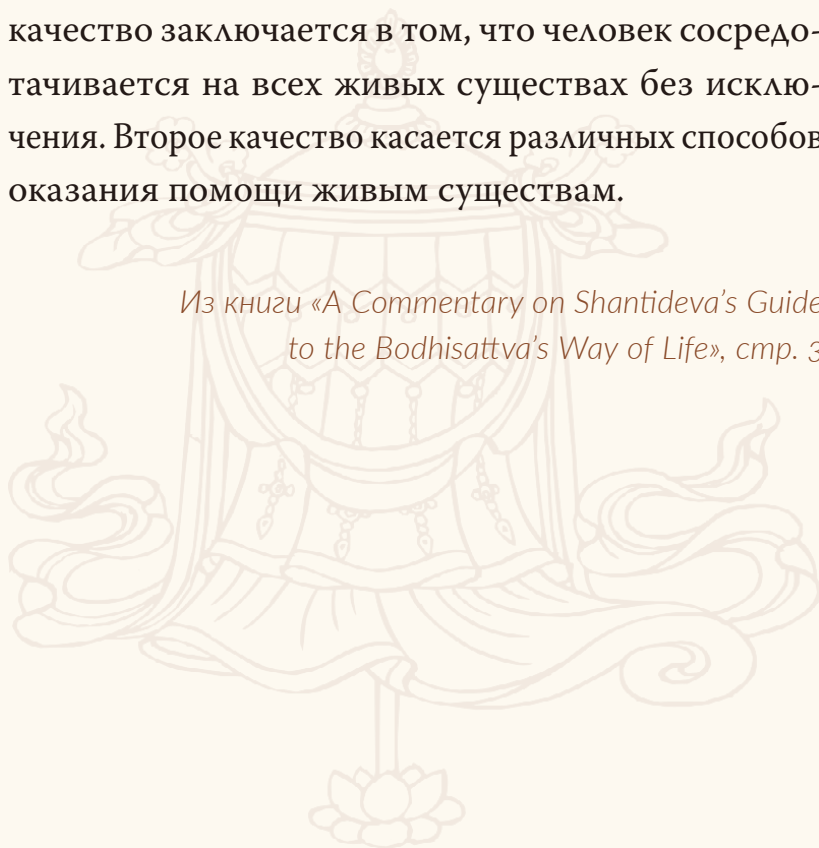 качество заключается в том, что человек сосредо-
тачивается на всех живых существах без исклю-
чения. Второе качество касается различных способов
оказания помощи живым существам.
Из книги «A Commentary on Shantideva’s Guide
to the Bodhisattva’s Way of Life», стр. 3